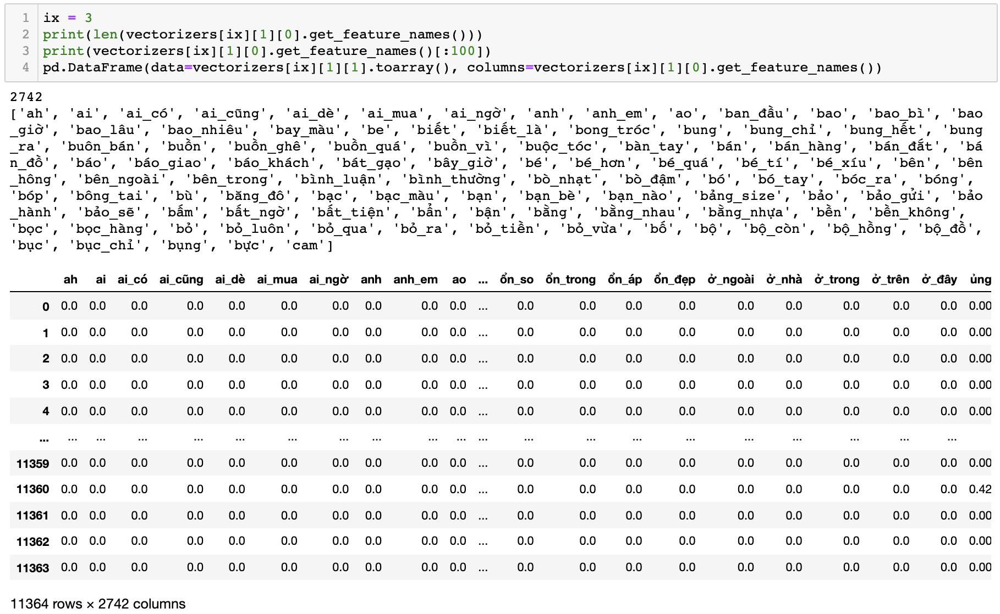 1 ix = 3
2 print(len(vectorizers[ix][1][0].get_feature_names()))
3 print(vectorizers[ix][1][0].get_feature_names()[:100])
4 pd.DataFrame(data=vectorizers[ix][1][1].toarray(), columns=vectorizers[ix][1][0].get_feature_names())
2742
['ah', 'ai', 'ai_có', 'ai_cũng', 'ai_dè', 'ai_mua', 'ai_ngờ', 'anh', 'anh_em', 'ao', 'ban_đầu', 'bao', 'bao_bì', 'bao
_giờ', 'bao_lâu', 'bao_nhiêu', 'bay_màu', 'be', 'biết', 'biết_là', 'bong_tróc', 'bung', 'bung_chỉ', 'bung_hết', 'bung
_ra', 'buôn_bán', 'buồn', 'buồn_ghê', 'buồn_quá', 'buồn_vì', 'buộc_tóc', 'bàn_tay', 'bán', 'bán_hàng', 'bán_đắt', 'bá
n_đồ', 'báo', 'báo_giao', 'báo_khách', 'bát_gạo', 'bây_giờ', 'bé', 'bé_hơn', 'bé_quá', 'bé_tí', 'bé_xíu', 'bên', 'bên
_hông', 'bên_ngoài', 'bên_trong', 'bình_luận', 'bình_thường', 'bò_nhạt', 'bò_đậm', 'bó', 'bó_tay', 'bóc_ra', 'bóng',
'bóp', 'bông_tai', 'bù', 'băng_đô', 'bạc', 'bạc_màu', 'bạn', 'bạn_bè', 'bạn_nào', 'bảng_size', 'bảo', 'bảo_gửi', 'bảo
_hành', 'bảo_sẽ', 'bấm', 'bất_ngờ', 'bất_tiện', 'bẩn', 'bận', 'bằng', 'bằng_nhau', 'bằng_nhựa', 'bền', 'bền_không',
'bọc', 'bọc_hàng', 'bỏ', 'bỏ_luôn', 'bỏ_qua', 'bỏ_ra', 'bỏ_tiền', 'bỏ_vừa', 'bố', 'bộ', 'bộ_còn', 'bộ_hồng', 'bộ_đồ',
'bục', 'bục_chỉ', 'bụng', 'bực', 'cam']
ah ai ai_có ai_cũng ai_dè ai_mua ai_ngờ anh anh_em ao ... ổn_so ổn_trong ổn_áp ổn_đẹp ở_ngoài ở_nhà ở_trong ở_trên ở_đây ủng
0 0.0 0.0 0.0 0.0 0.0 0.0 0.0 0.0 0.0 0.0 ... 0.0 0.0 0.0 0.0 0.0 0.0 0.0 0.0 0.0 0.00
1 0.0 0.0 0.0 0.0 0.0 0.0 0.0 0.0 0.0 0.0 ... 0.0 0.0 0.0 0.0 0.0 0.0 0.0 0.0 0.0 0.00
2 0.0 0.0 0.0 0.0 0.0 0.0 0.0 0.0 0.0 0.0 ... 0.0 0.0 0.0 0.0 0.0 0.0 0.0 0.0 0.0 0.00
3 0.0 0.0 0.0 0.0 0.0 0.0 0.0 0.0 0.0 0.0 ... 0.0 0.0 0.0 0.0 0.0 0.0 0.0 0.0 0.0 0.00
4 0.0 0.0 0.0 0.0 0.0 0.0 0.0 0.0 0.0 0.0 ... 0.0 0.0 0.0 0.0 0.0 0.0 0.0 0.0 0.0 0.00
... ... ... ... ... ... ... ... ... ... ... ... ... ... ... ... ... ... ... ... ...
11359 0.0 0.0 0.0 0.0 0.0 0.0 0.0 0.0 0.0 0.0 ... 0.0 0.0 0.0 0.0 0.0 0.0 0.0 0.0 0.0 0.00
11360 0.0 0.0 0.0 0.0 0.0 0.0 0.0 0.0 0.0 0.0 ... 0.0 0.0 0.0 0.0 0.0 0.0 0.0 0.0 0.0 0.42
11361 0.0 0.0 0.0 0.0 0.0 0.0 0.0 0.0 0.0 0.0 ... 0.0 0.0 0.0 0.0 0.0 0.0 0.0 0.0 0.0 0.00
11362 0.0 0.0 0.0 0.0 0.0 0.0 0.0 0.0 0.0 0.0 ... 0.0 0.0 0.0 0.0 0.0 0.0 0.0 0.0 0.0 0.00
11363 0.0 0.0 0.0 0.0 0.0 0.0 0.0 0.0 0.0 0.0 ... 0.0 0.0 0.0 0.0 0.0 0.0 0.0 0.0 0.0 0.00
11364 rows × 2742 columns